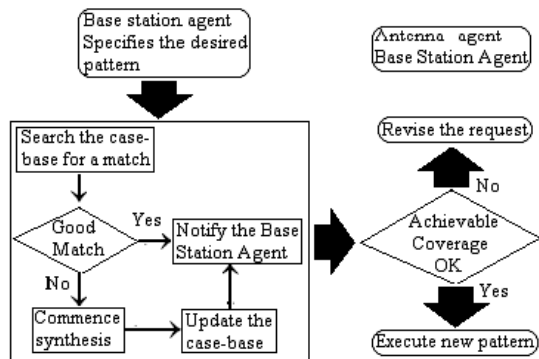 Base station agent
Specifies the desired
pattern
Antenna agent
Base Station Agent
Search the case-
base for a match
Good
Match
Yes
No
Notify the Base
Station Agent
Commence
synthesis
Update the
case-base
Revise the request
No
Achievable
Coverage
OK
Yes
Execute new pattern